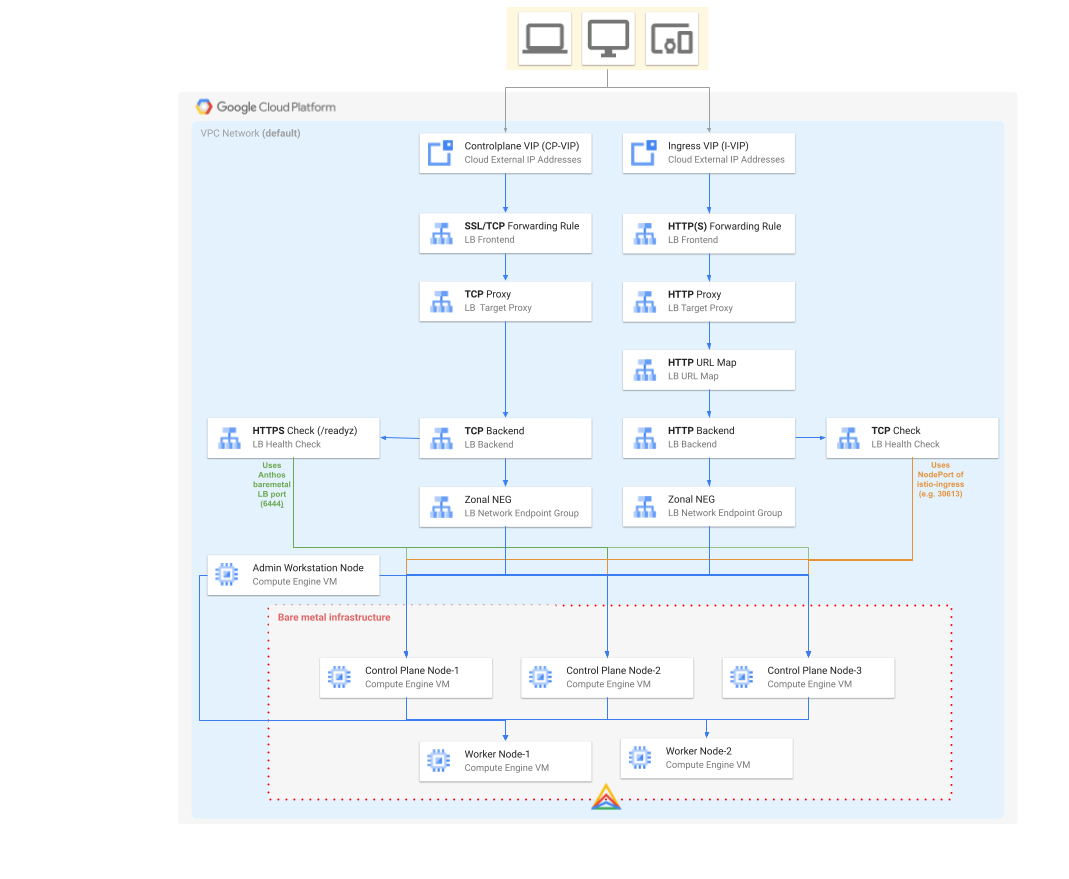 Google Cloud Platform
VPC Network (default)
Controlplane VIP (CP-VIP)
Cloud External IP Addresses
Ingress VIP (I-VIP)
Cloud External IP Addresses
SSL/TCP Forwarding Rule
LB Frontend
HTTP(S) Forwarding Rule
LB Frontend
TCP Proxy
LB Target Proxy
HTTP Proxy
LB Target Proxy
HTTP URL Map
LB URL Map
HTTPS Check (/readyz)
LB Health Check
TCP Backend
LB Backend
HTTP Backend
LB Backend
TCP Check
LB Health Check
Uses
Anthos
baremetal
LB port
(6444)
Uses
NodePort of
istio-ingress
(e.g. 30613)
Zonal NEG
LB Network Endpoint Group
Zonal NEG
LB Network Endpoint Group
Admin Workstation Node
Compute Engine VM
Bare metal infrastructure
Control Plane Node-1
Compute Engine VM
Control Plane Node-2
Compute Engine VM
Control Plane Node-3
Compute Engine VM
Worker Node-1
Compute Engine VM
Worker Node-2
Compute Engine VM